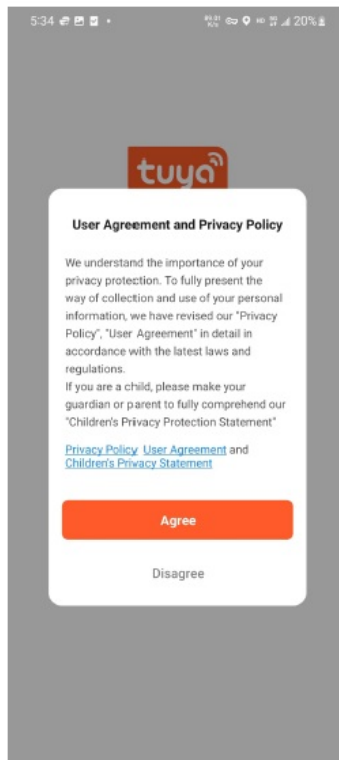 5:34
20%
tuya
User Agreement and Privacy Policy
We understand the importance of your
privacy protection. To fully present the
way of collection and use of your personal
information, we have revised our "Privacy
Policy", "User Agreement" in detail in
accordance with the latest laws and
regulations.
If you are a child, please make your
guardian or parent to fully comprehend our
"Children's Privacy Protection Statement"
Privacy Policy User Agreement and
Children's Privacy Statement
Agree
Disagree